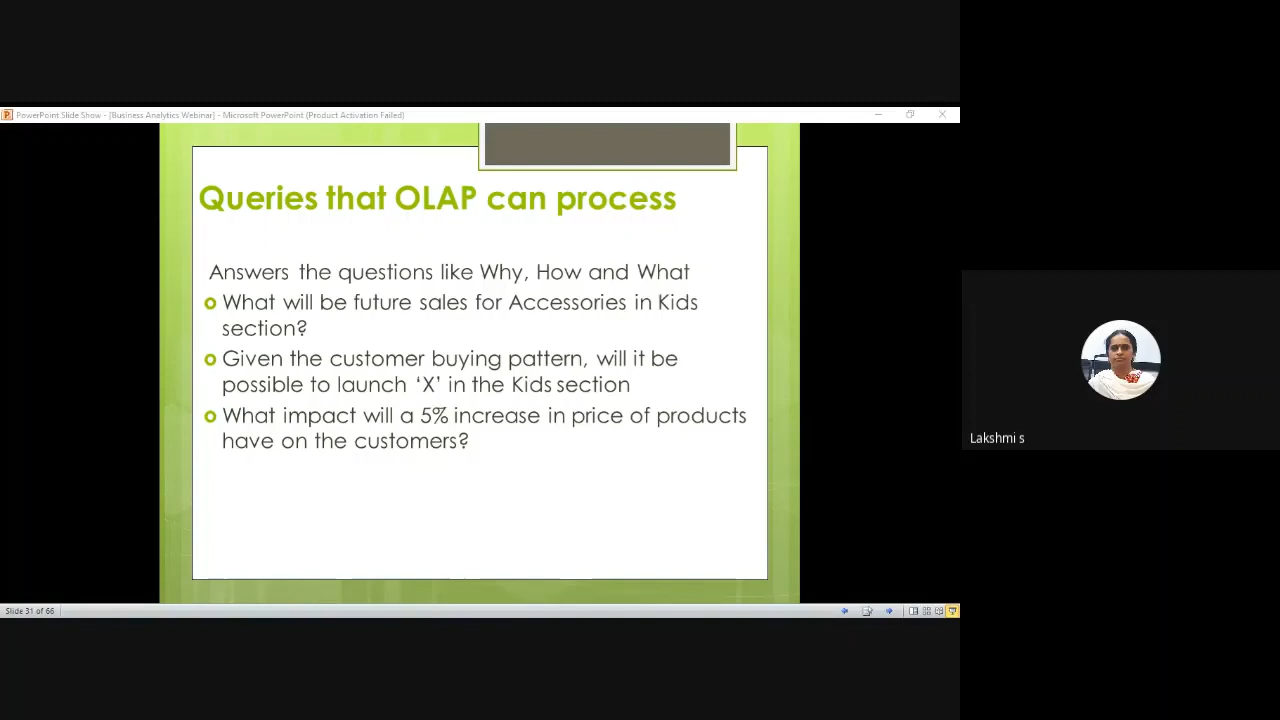 PowerPoint Slide Show - [Business Analytics Webinar] - Microsoft PowerPoint (Product Activation Failed)
Queries that OLAP can process
Answers the questions like Why, How and What
What will be future sales for Accessories in Kids
section?
Given the customer buying pattern, will it be
possible to launch ‘X’ in the Kids section
What impact will a 5% increase in price of products
have on the customers?
Lakshmi s
Slide 31 of 66